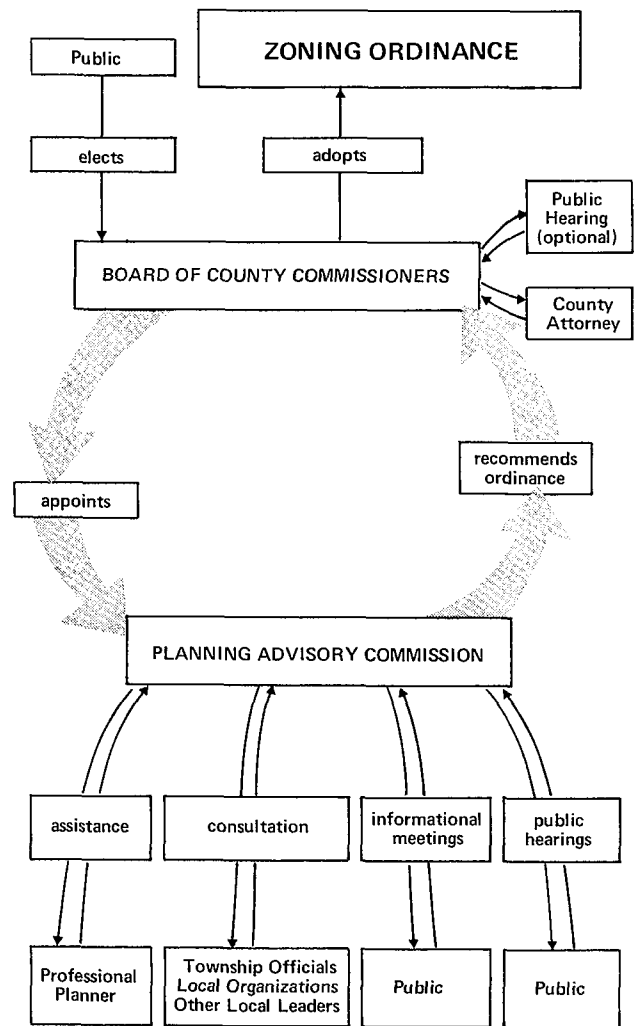 Public
ZONING ORDINANCE
elects
adopts
Public
Hearing
(optional)
BOARD OF COUNTY COMMISSIONERS
County
Attorney
recommends
ordinance
appoints
PLANNING ADVISORY COMMISSION
assistance
consultation
informational
meetings
public
hearings
Professional
Planner
Township Officials
Local Organizations
Other Local Leaders
Public
Public